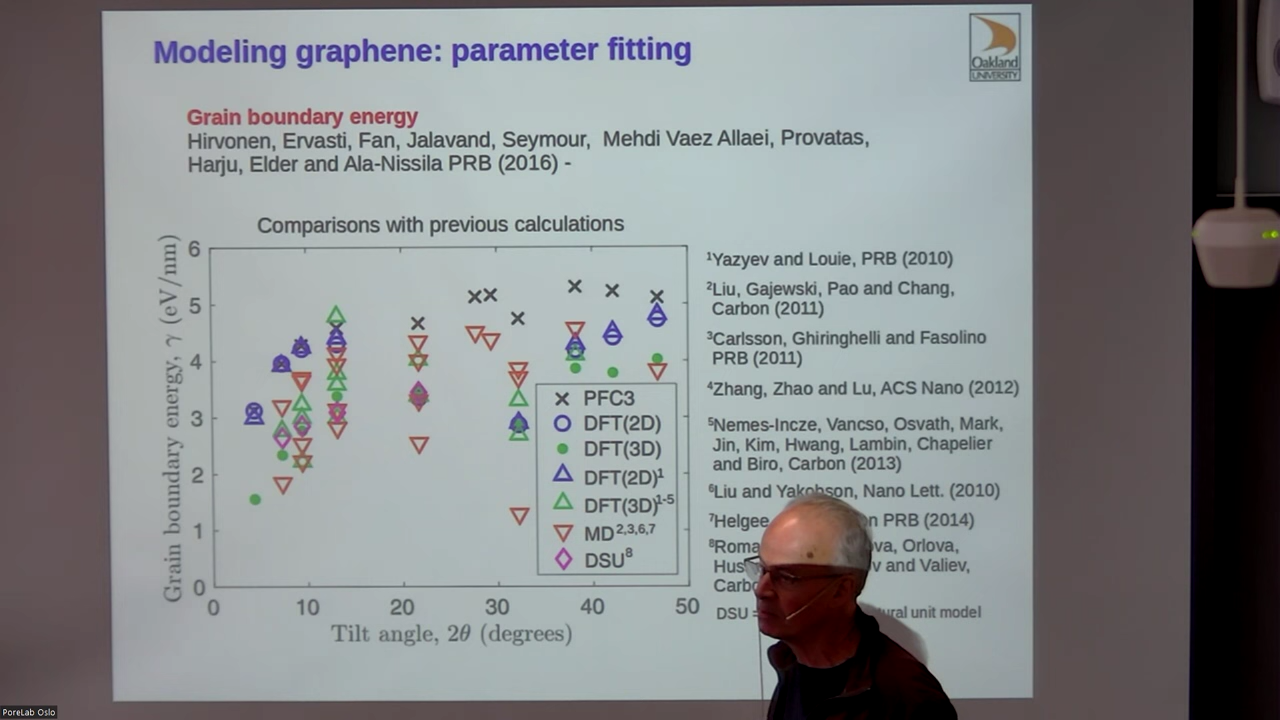 Modeling graphene: parameter fitting
Oakland
UNIVERSITY
Grain boundary energy
Hirvonen, Ervasti, Fan, Jalavand, Seymour, Mehdi Vaez Allaei, Provatas,
Harju, Elder and Ala-Nissila PRB (2016) -
Comparisons with previous calculations
Grain boundary energy, γ (eV/nm)
6
5
4
3
2
1
0
0 10 20 30 40 50
Tilt angle, 2θ (degrees)
PFC3
DFT(2D)
DFT(3D)
DFT(2D)¹
DFT(3D)¹⁻⁵
MD²,³,⁶,⁷
DSU⁸
¹Yazyev and Louie, PRB (2010)
²Liu, Gajewski, Pao and Chang,
Carbon (2011)
³Carlsson, Ghiringhelli and Fasolino
PRB (2011)
⁴Zhang, Zhao and Lu, ACS Nano (2012)
⁵Nemes-Incze, Vancso, Osvath, Mark,
Jin, Kim, Hwang, Lambin, Chapelier
and Biro, Carbon (2013)
⁶Liu and Yakobson, Nano Lett. (2010)
⁷Helgee PRB (2014)
Orlova,
and Valiev,
DSU = unit model
PoreLab Oslo